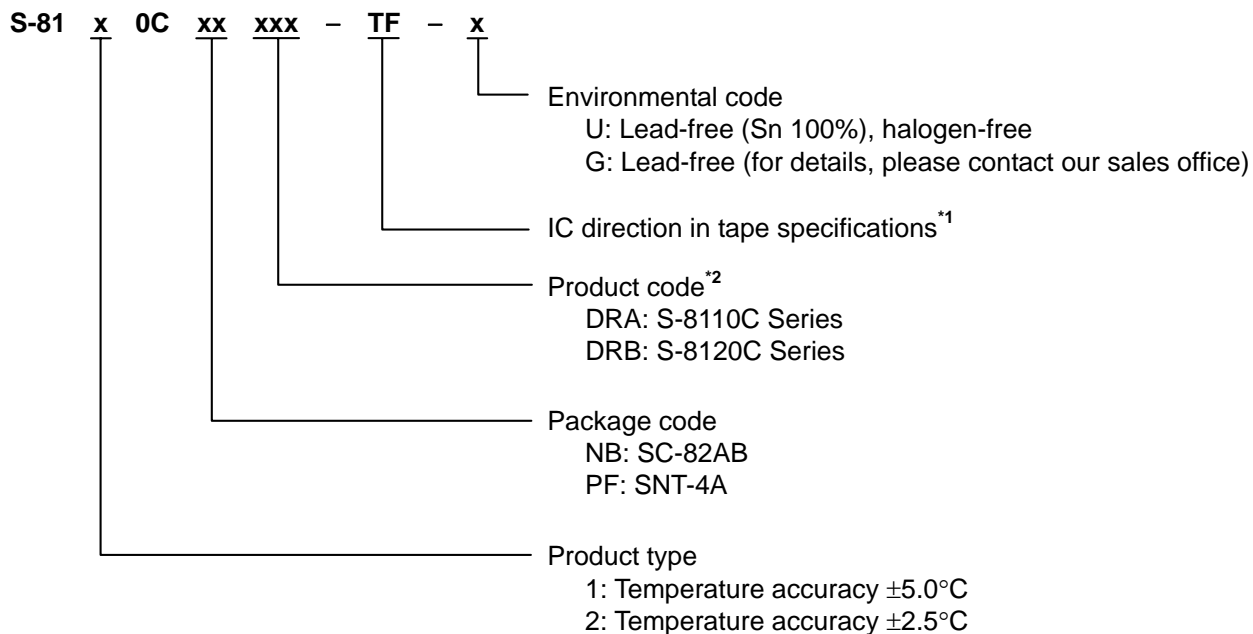 S-81 x 0C xx xxx – TF – x
Environmental code
U: Lead-free (Sn 100%), halogen-free
G: Lead-free (for details, please contact our sales office)
IC direction in tape specifications*1
Product code*2
DRA: S-8110C Series
DRB: S-8120C Series
Package code
NB: SC-82AB
PF: SNT-4A
Product type
1: Temperature accuracy ±5.0°C
2: Temperature accuracy ±2.5°C